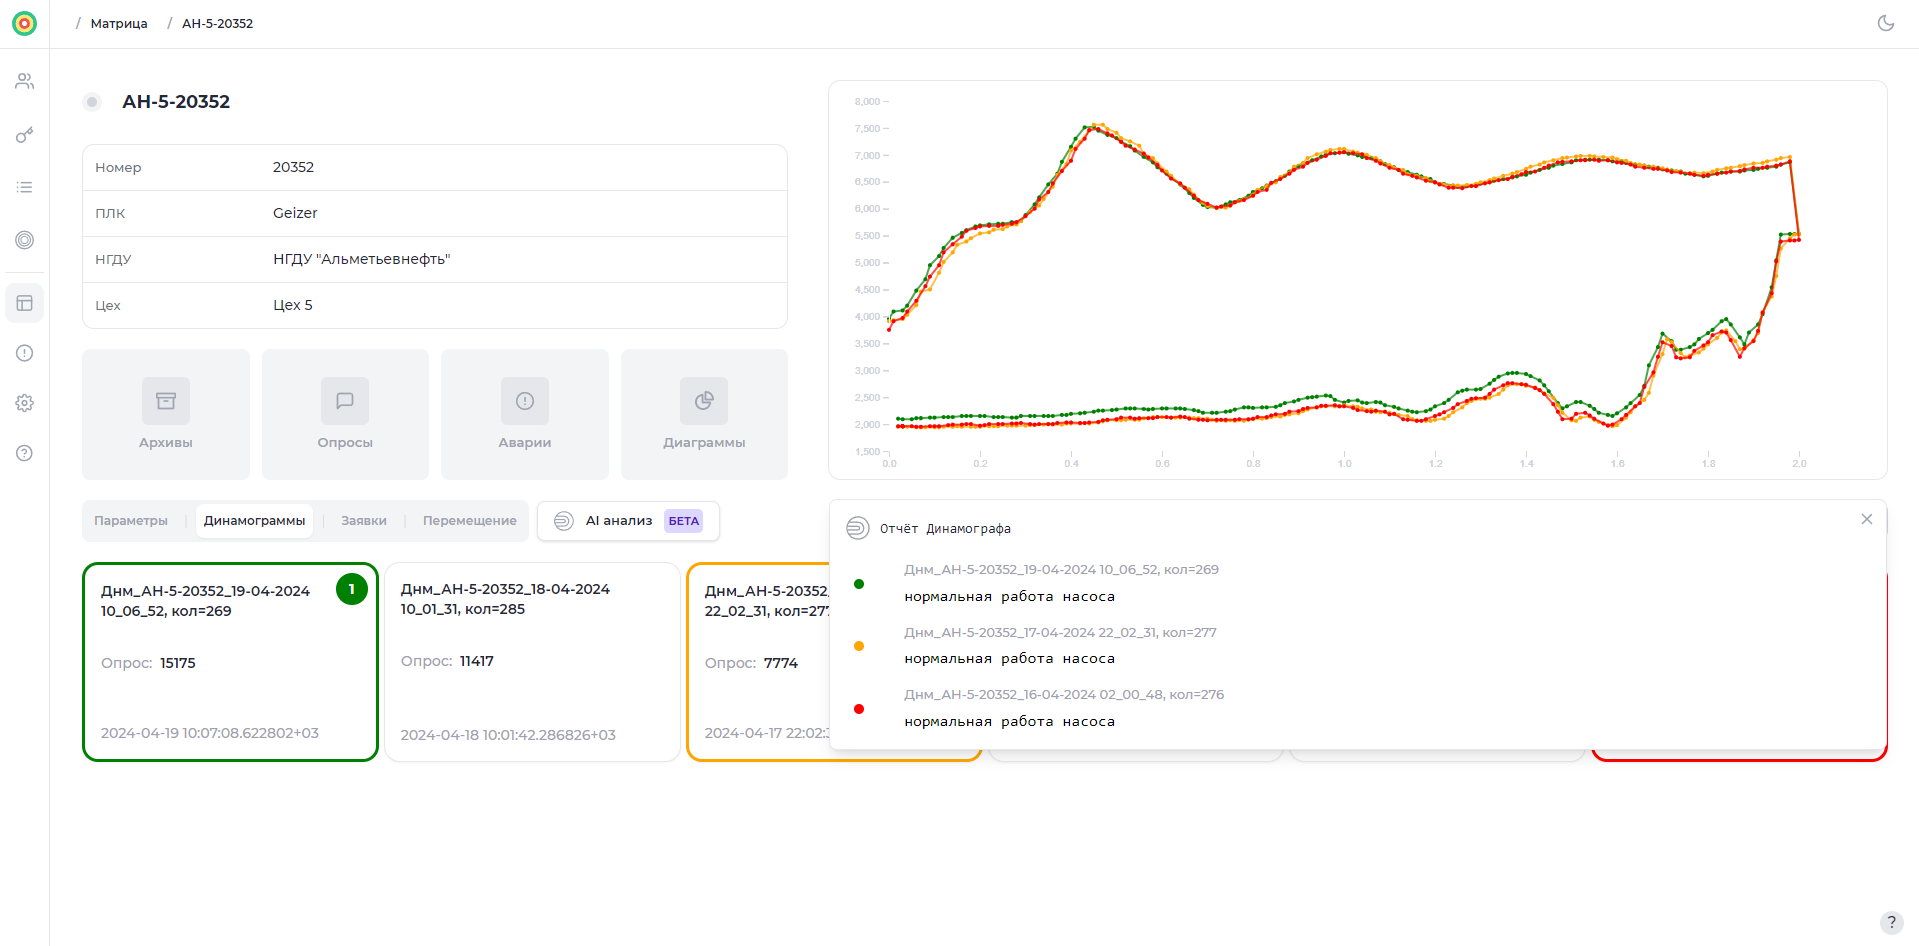 / Матрица / АН-5-20352
АН-5-20352
Номер 20352
ПЛК Geizer
НГДУ НГДУ "Альметьевнефть"
Цех Цех 5
Архивы
Опросы
Аварии
Диаграммы
8,000
7,500
7,000
6,500
6,000
5,500
5,000
4,500
4,000
3,500
3,000
2,500
2,000
1,500
0.0 0.2 0.4 0.6 0.8 1.0 1.2 1.4 1.6 1.8 2.0
Параметры | Динамограммы | Заявки | Перемещение
AI анализ БЕТА
Днм_АН-5-20352_19-04-2024
10_06_52, кол=269
1
Опрос: 15175
2024-04-19 10:07:08.622802+03
Днм_АН-5-20352_18-04-2024
10_01_31, кол=285
Опрос: 11417
2024-04-18 10:01:42.286826+03
Днм_АН-5-20352_
22_02_31, кол=277
Опрос: 7774
2024-04-17 22:02:
Отчёт Динамографа
Днм_АН-5-20352_19-04-2024 10_06_52, кол=269
нормальная работа насоса
Днм_АН-5-20352_17-04-2024 22_02_31, кол=277
нормальная работа насоса
Днм_АН-5-20352_16-04-2024 02_00_48, кол=276
нормальная работа насоса
?